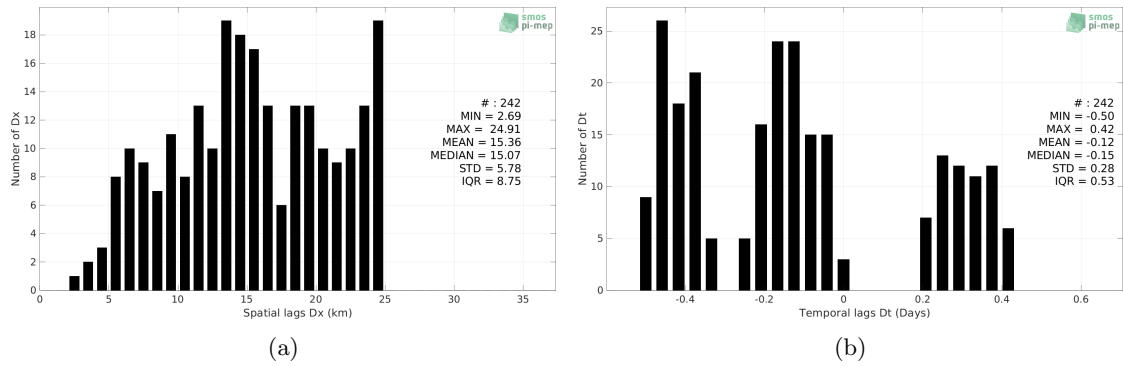 smos
pi-mep
18
16
14
12
10
8
6
4
2
0
Number of Dx
# : 242
MIN = 2.69
MAX = 24.91
MEAN = 15.36
MEDIAN = 15.07
STD = 5.78
IQR = 8.75
0 5 10 15 20 25 30 35
Spatial lags Dx (km)
(a)
smos
pi-mep
25
20
15
10
5
0
Number of Dt
# : 242
MIN = -0.50
MAX = 0.42
MEAN = -0.12
MEDIAN = -0.15
STD = 0.28
IQR = 0.53
-0.4 -0.2 0 0.2 0.4 0.6
Temporal lags Dt (Days)
(b)